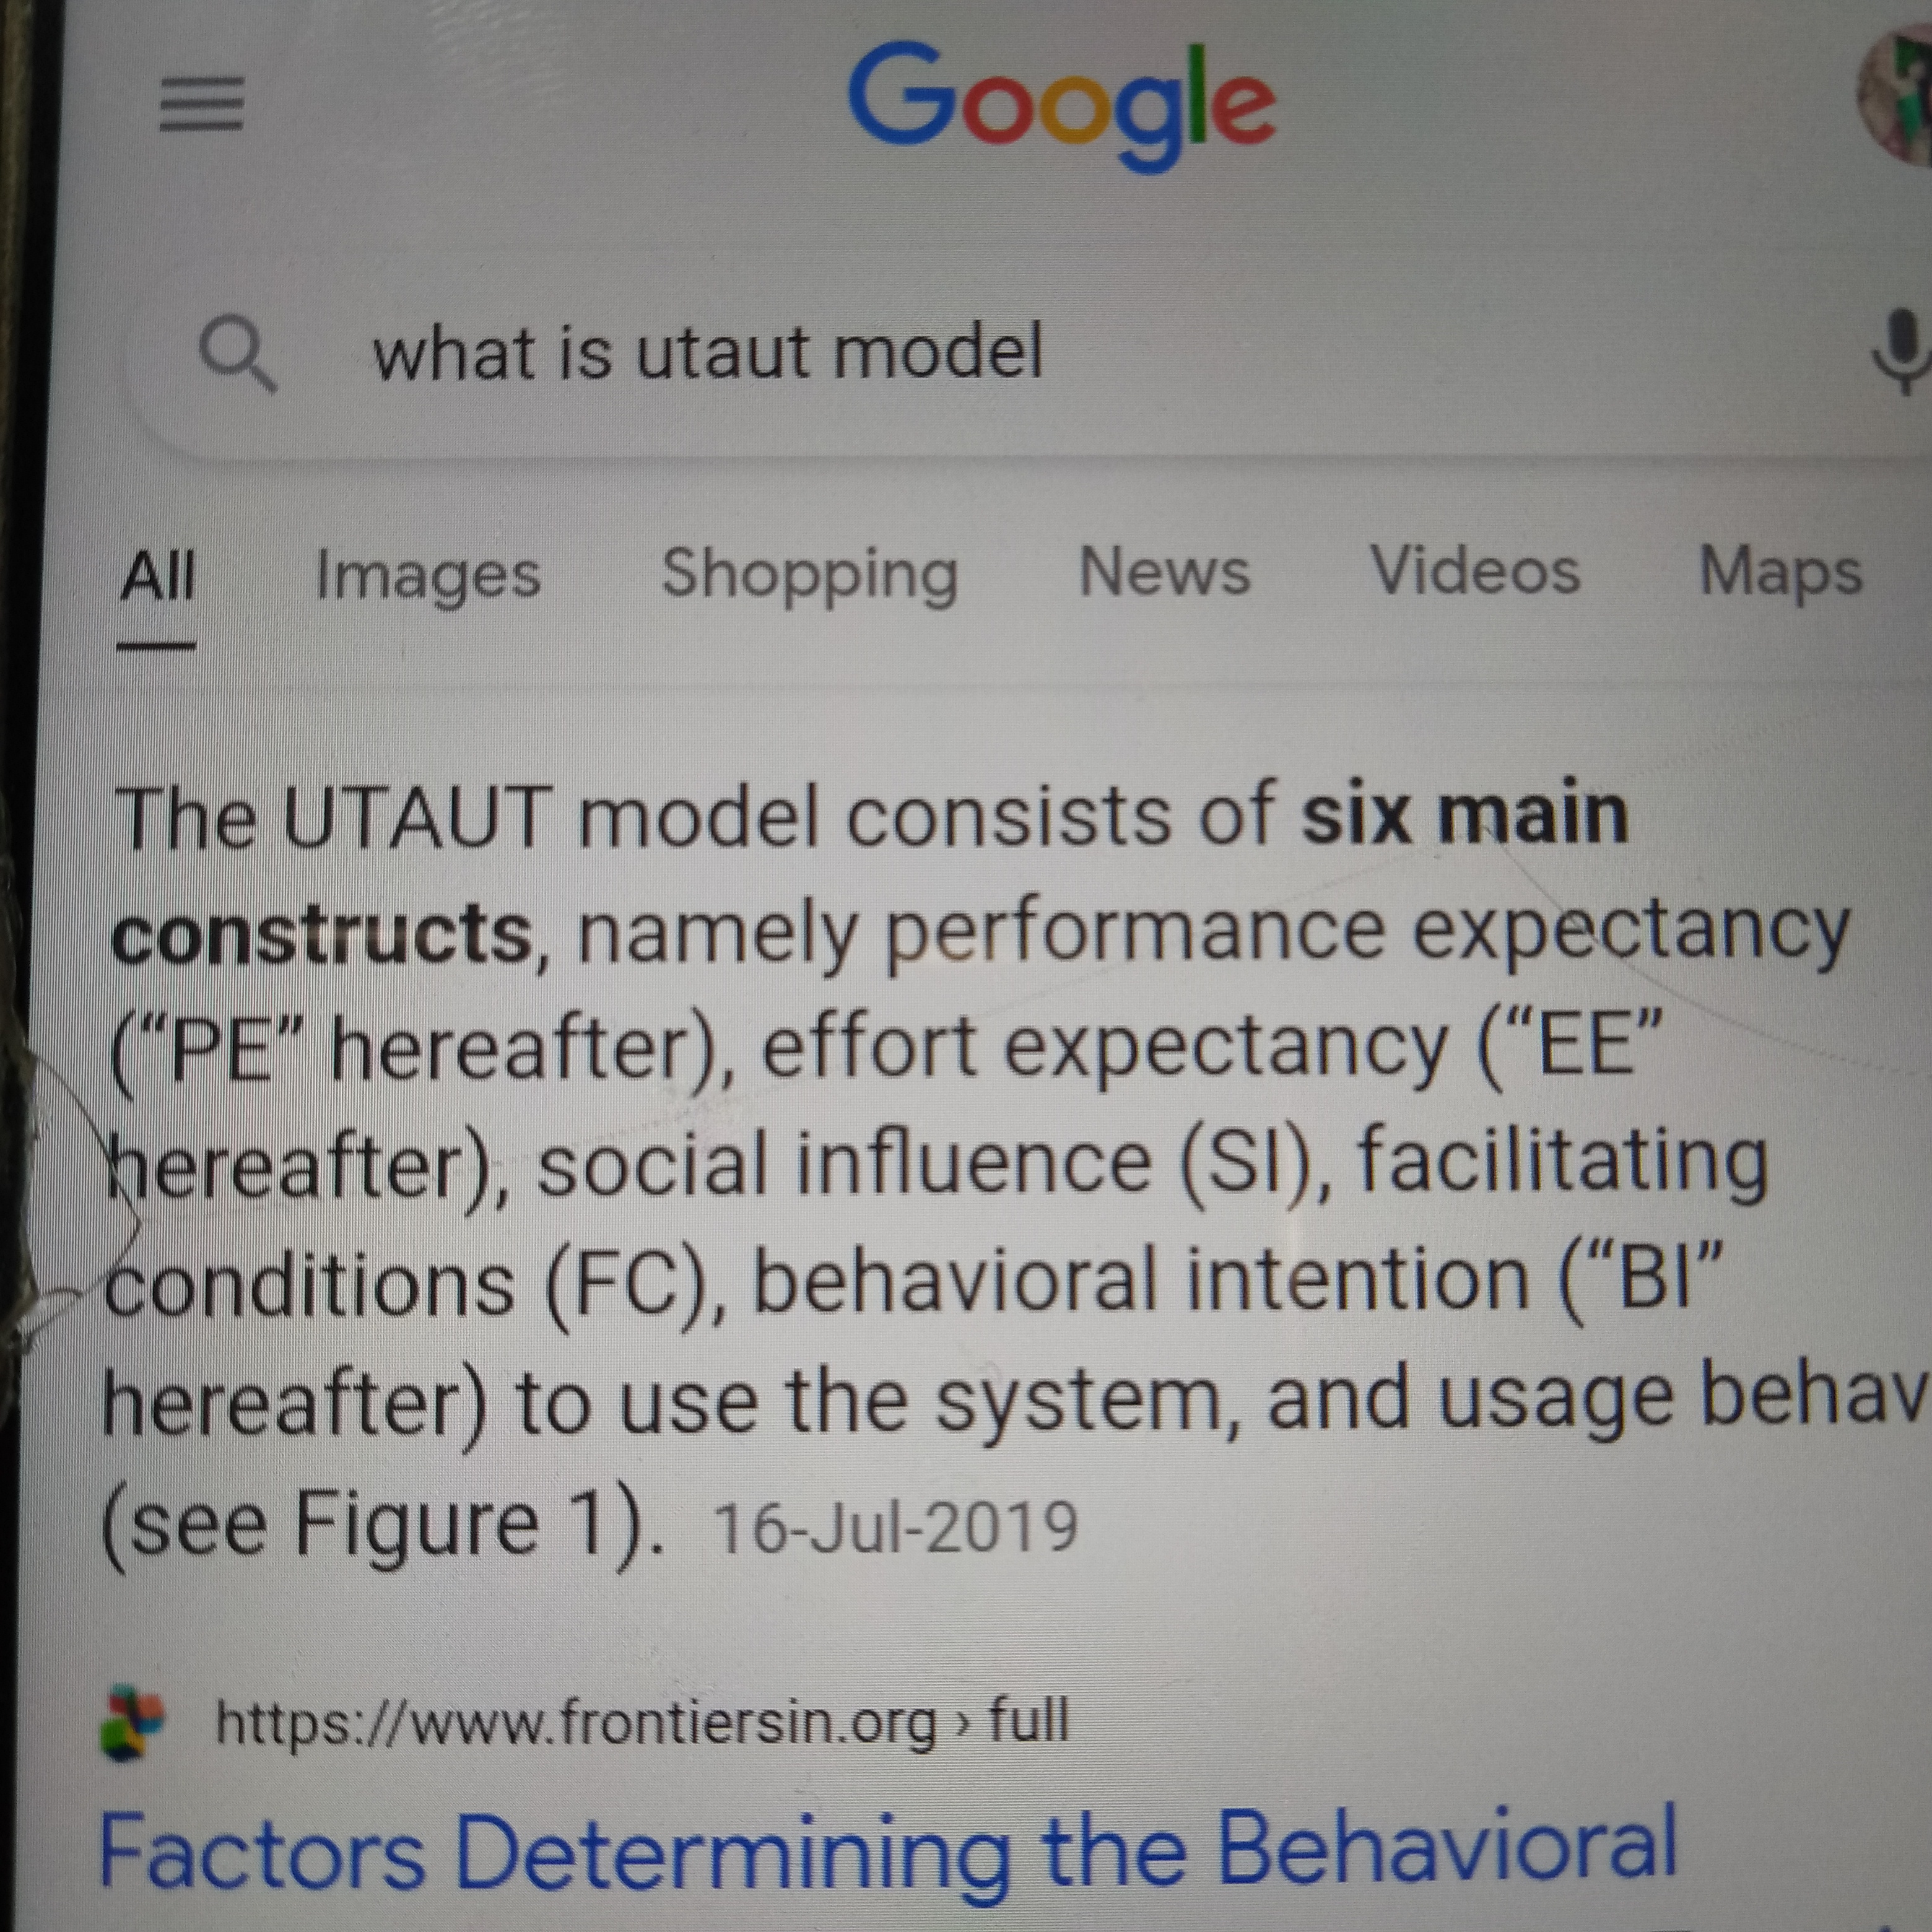 Google
what is utaut model
All Images Shopping News Videos Maps
The UTAUT model consists of six main
constructs, namely performance expectancy
(“PE” hereafter), effort expectancy (“EE”
hereafter), social influence (SI), facilitating
conditions (FC), behavioral intention (“BI”
hereafter) to use the system, and usage behav
(see Figure 1). 16-Jul-2019
https://www.frontiersin.org › full
Factors Determining the Behavioral